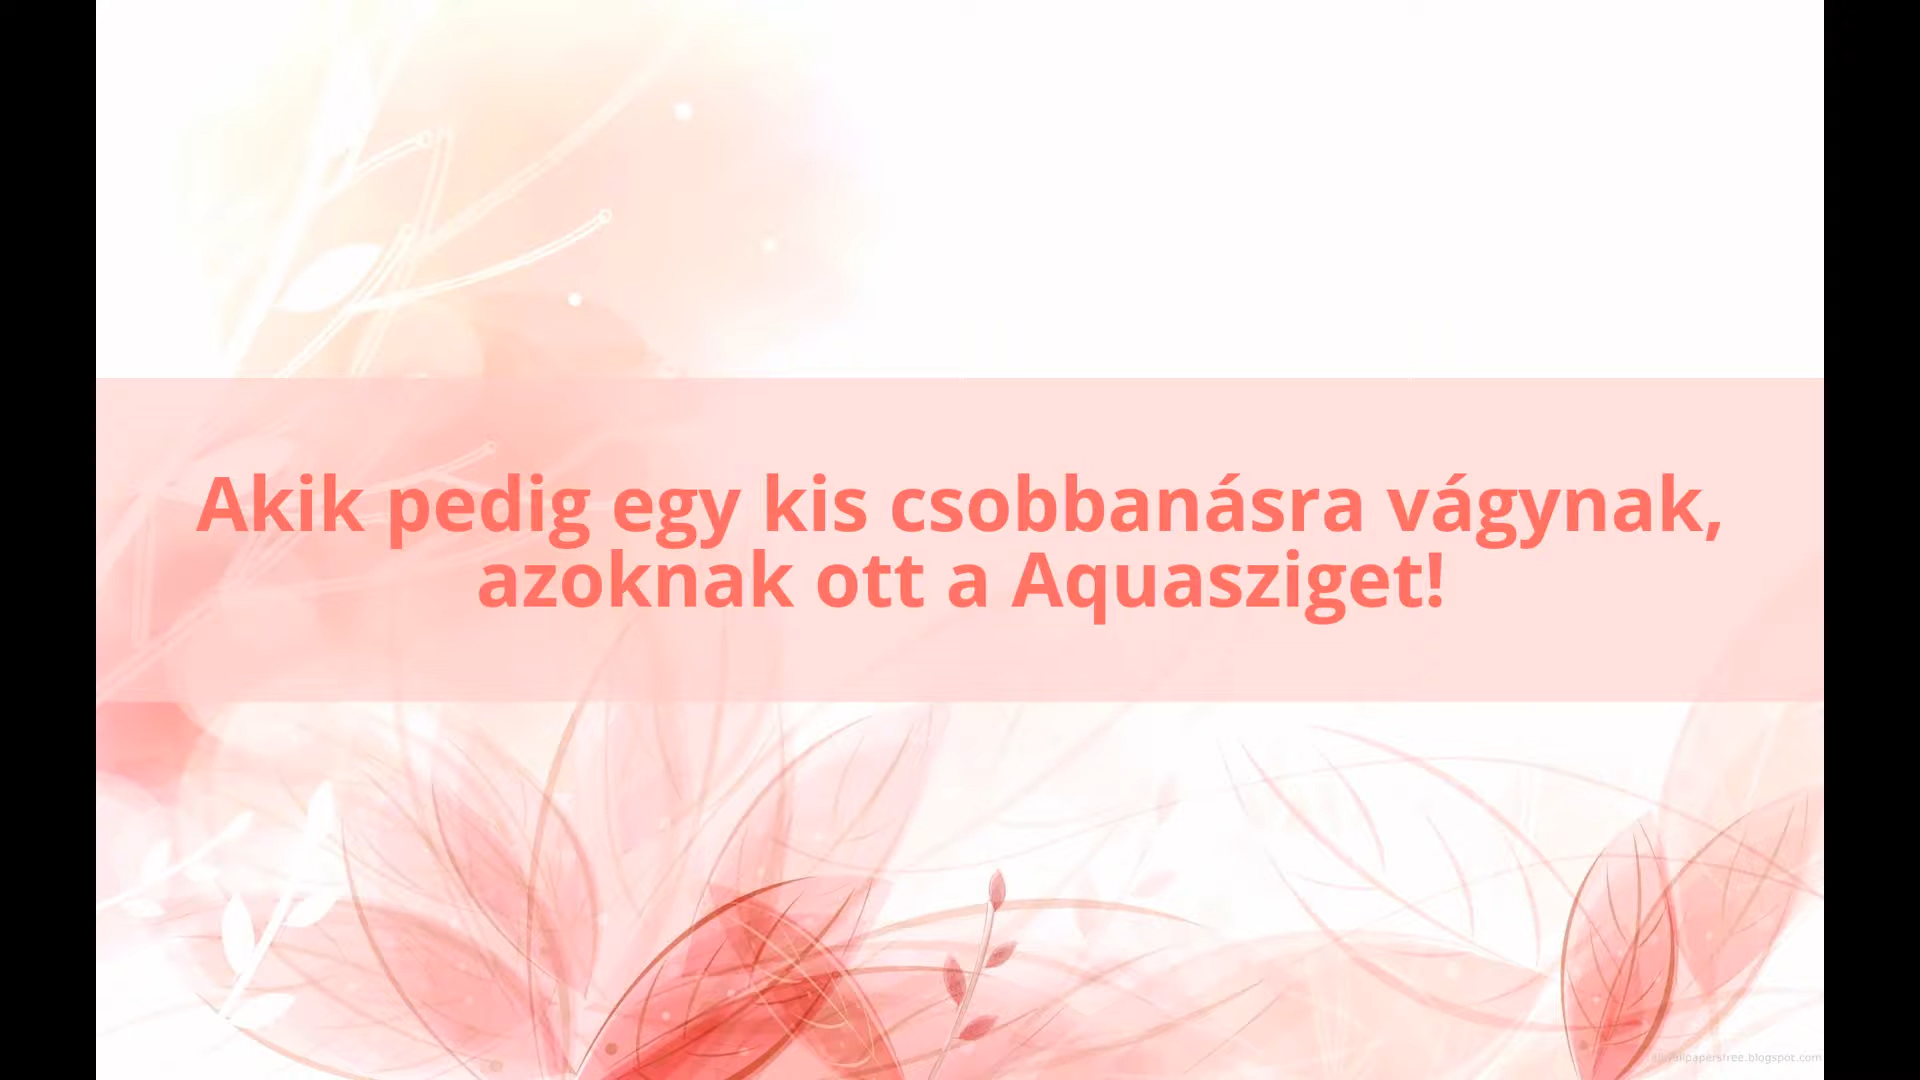 Akik pedig egy kis csobbanásra vágynak,
azoknak ott a Aquasziget!